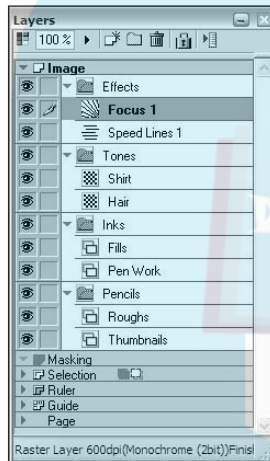 Layers
100 %
Image
Effects
Focus 1
Speed Lines 1
Tones
Shirt
Hair
Inks
Fills
Pen Work
Pencils
Roughs
Thumbnails
Masking
Selection
Ruler
Guide
Page
Raster Layer 600dpi(Monochrome (2bit))Finisl